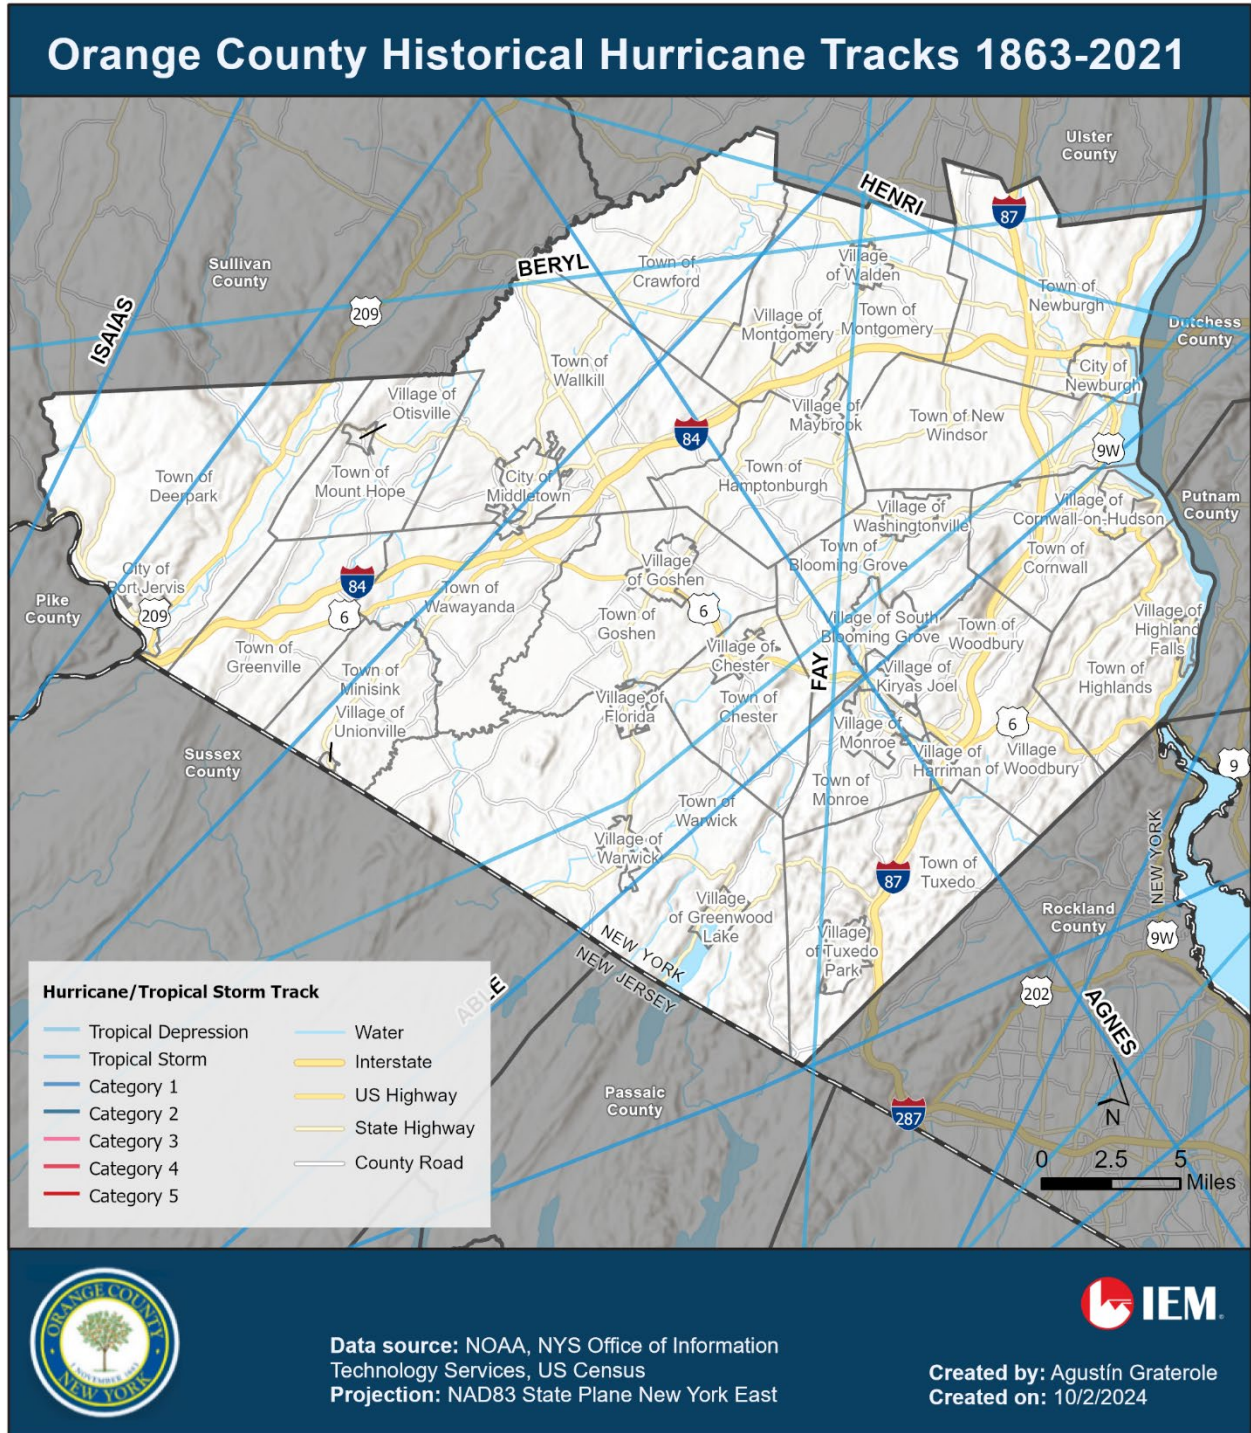 Orange County Historical Hurricane Tracks 1863-2021
Ulster
County
HENRI
87
Sullivan
County
BERYL
Town of
Crawford
Village
of Walden
Town of
Newburgh
ISAIAS
209
Village of
Montgomery
Town of
Montgomery
Dutchess
County
Town of
Wallkill
City of
Newburgh
Village of
Otisville
Village of
Maybrook
Town of New
Windsor
84
9W
Town of
Deerpark
Town of
Mount Hope
City of
Middletown
Town of
Hamptonburgh
Village of
Washingtonville
Village of
Cornwall-on-Hudson
Putnam
County
Town of
Blooming Grove
Town of
Cornwall
City of
Port Jervis
Village
of Goshen
84
Town of
Wawayanda
Pike
County
209
6
6
Town of
Goshen
Village of South
Blooming Grove
Town of
Woodbury
Village of
Highland
Falls
Town of
Greenville
Village of
Chester
FAY
Town of
Minisink
Village of
Kiryas Joel
Town of
Highlands
Village of
Florida
Town of
Chester
Village of
Unionville
Village of
Monroe
6
Sussex
County
Village of
Harriman
Village
of Woodbury
9
Town of
Monroe
Town of
Warwick
Village of
Warwick
NEW YORK
87
Town of
Tuxedo
Village
of Greenwood
Lake
Rockland
County
Village
of Tuxedo
Park
9W
NEW YORK
NEW JERSEY
202
ABLE
AGNES
Passaic
County
287
N
0 2.5 5
Miles
Hurricane/Tropical Storm Track
Tropical Depression
Tropical Storm
Category 1
Category 2
Category 3
Category 4
Category 5
Water
Interstate
US Highway
State Highway
County Road
ORANGE COUNTY
1 NOVEMBER 1683
NEW YORK
Data source: NOAA, NYS Office of Information
Technology Services, US Census
Projection: NAD83 State Plane New York East
IEM.
Created by: Agustín Graterole
Created on: 10/2/2024